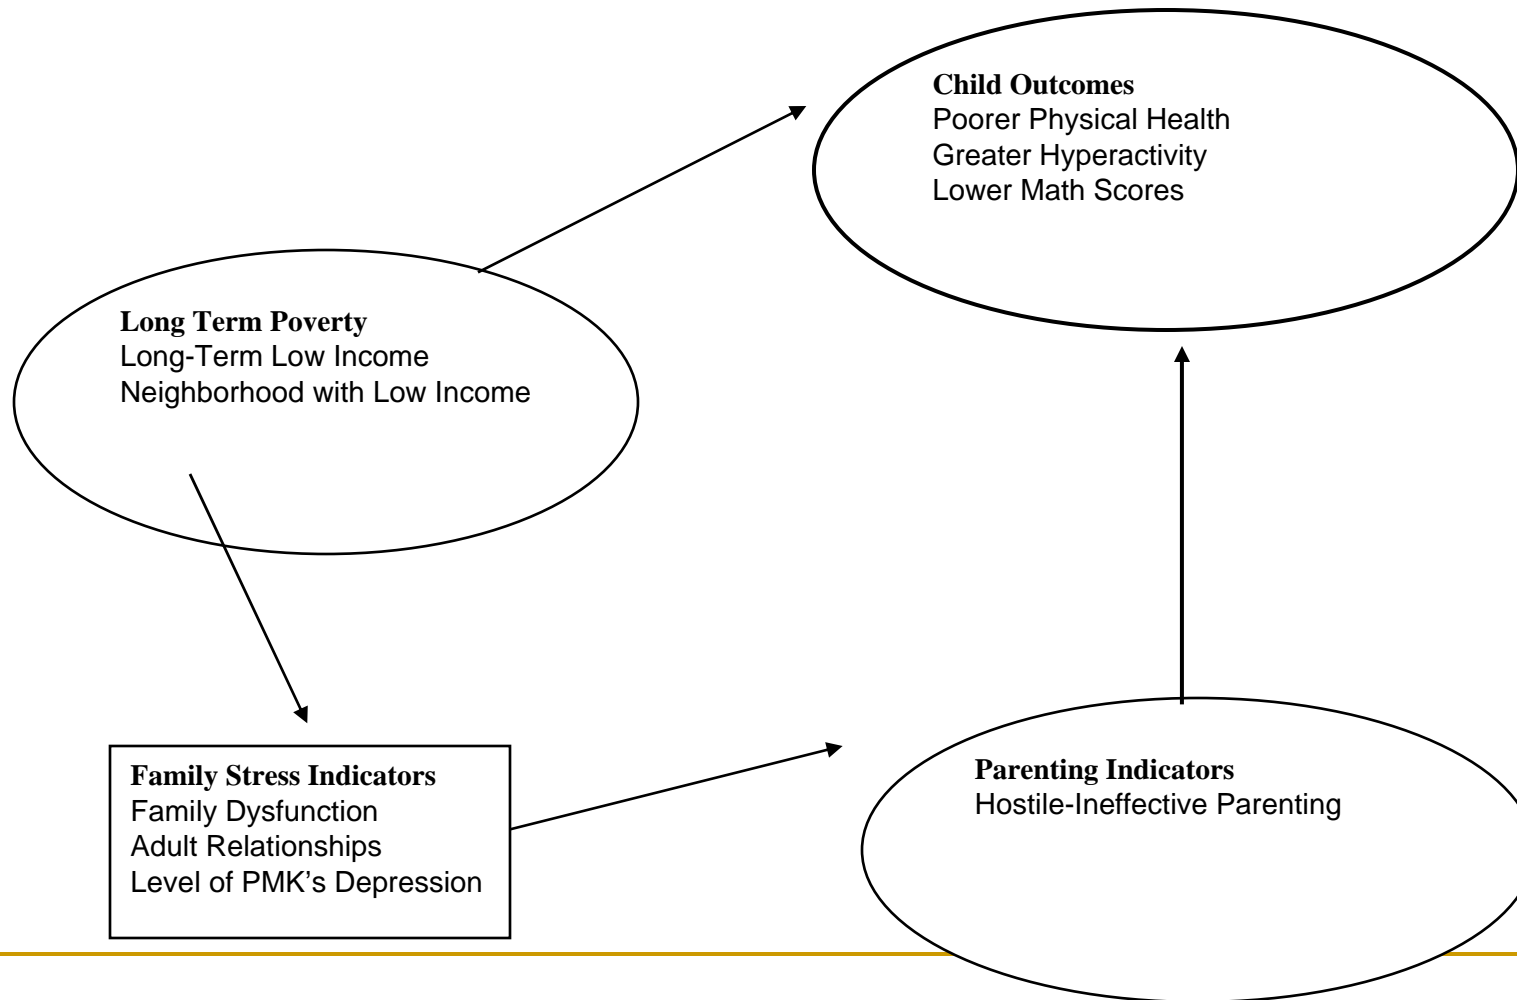 Child Outcomes
Poorer Physical Health
Greater Hyperactivity
Lower Math Scores
Long Term Poverty
Long-Term Low Income
Neighborhood with Low Income
Family Stress Indicators
Family Dysfunction
Adult Relationships
Level of PMK’s Depression
Parenting Indicators
Hostile-Ineffective Parenting